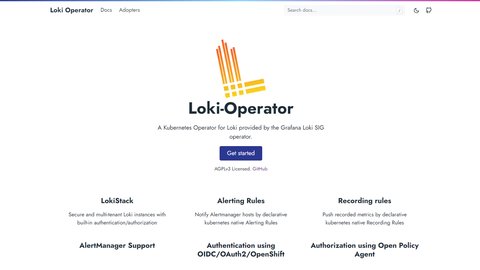 Loki Operator Docs Adopters Search docs... /
Loki-Operator
A Kubernetes Operator for Loki provided by the Grafana Loki SIG
operator.
Get started
AGPLv3 Licensed. GitHub
LokiStack Alerting Rules Recording rules
Secure and multi-tenant Loki instances with Notify Alertmanager hosts by declarative Push recorded metrics by declarative
builtin authentication/authorization kubernetes native Alerting Rules kubernetes native Recording Rules
AlertManager Support Authentication using Authorization using Open Policy
OIDC/OAuth2/OpenShift Agent